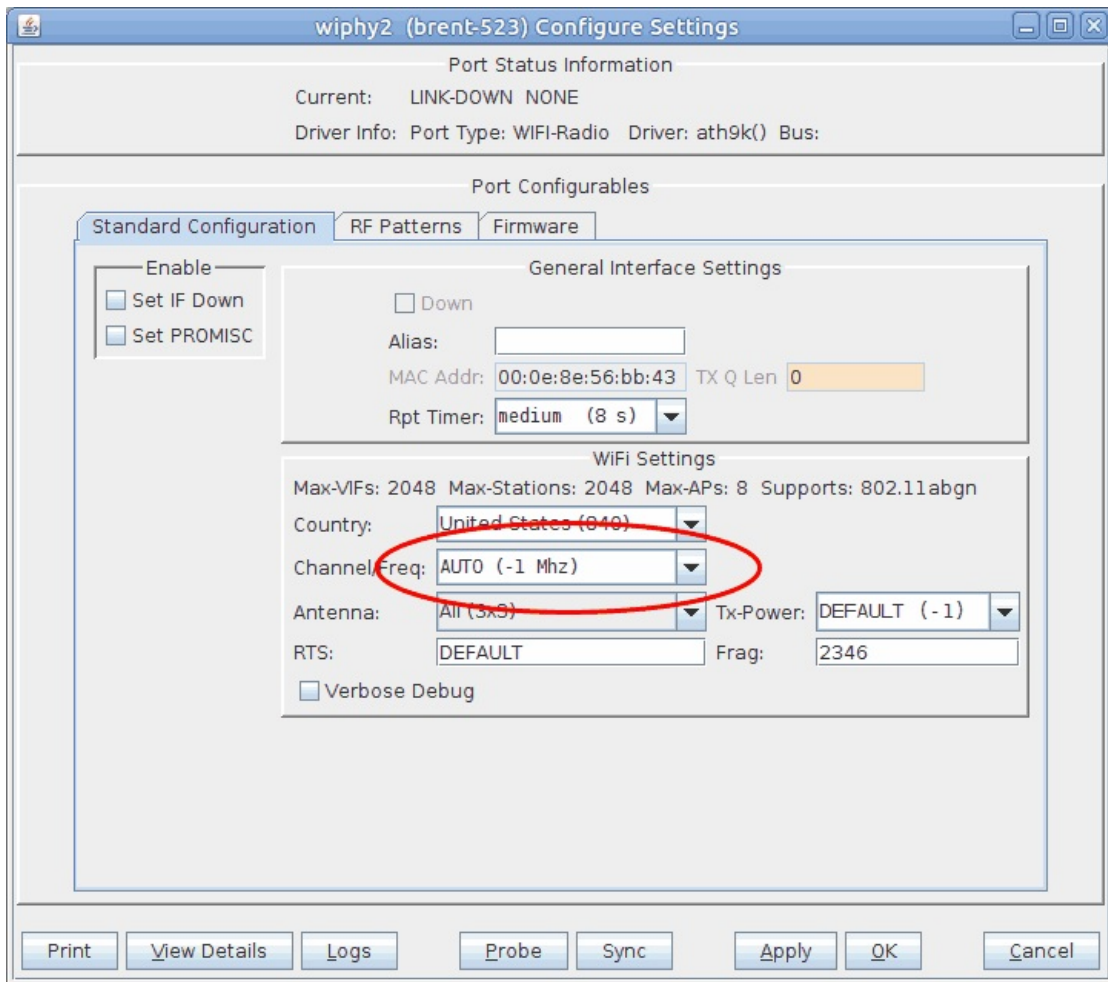 wiphy2 (brent-523) Configure Settings
Port Status Information
Current: LINK-DOWN NONE
Driver Info: Port Type: WIFI-Radio Driver: ath9k() Bus:
Port Configurables
Standard Configuration RF Patterns Firmware
Enable
Set IF Down
Set PROMISC
General Interface Settings
Down
Alias:
MAC Addr: 00:0e:8e:56:bb:43 TX Q Len 0
Rpt Timer: medium (8 s)
WiFi Settings
Max-VIFs: 2048 Max-Stations: 2048 Max-APs: 8 Supports: 802.11abgn
Country: United States (840)
Channel/Freq: AUTO (-1 Mhz)
Antenna: All (3x3) Tx-Power: DEFAULT (-1)
RTS: DEFAULT Frag: 2346
Verbose Debug
Print View Details Logs Probe Sync Apply OK Cancel